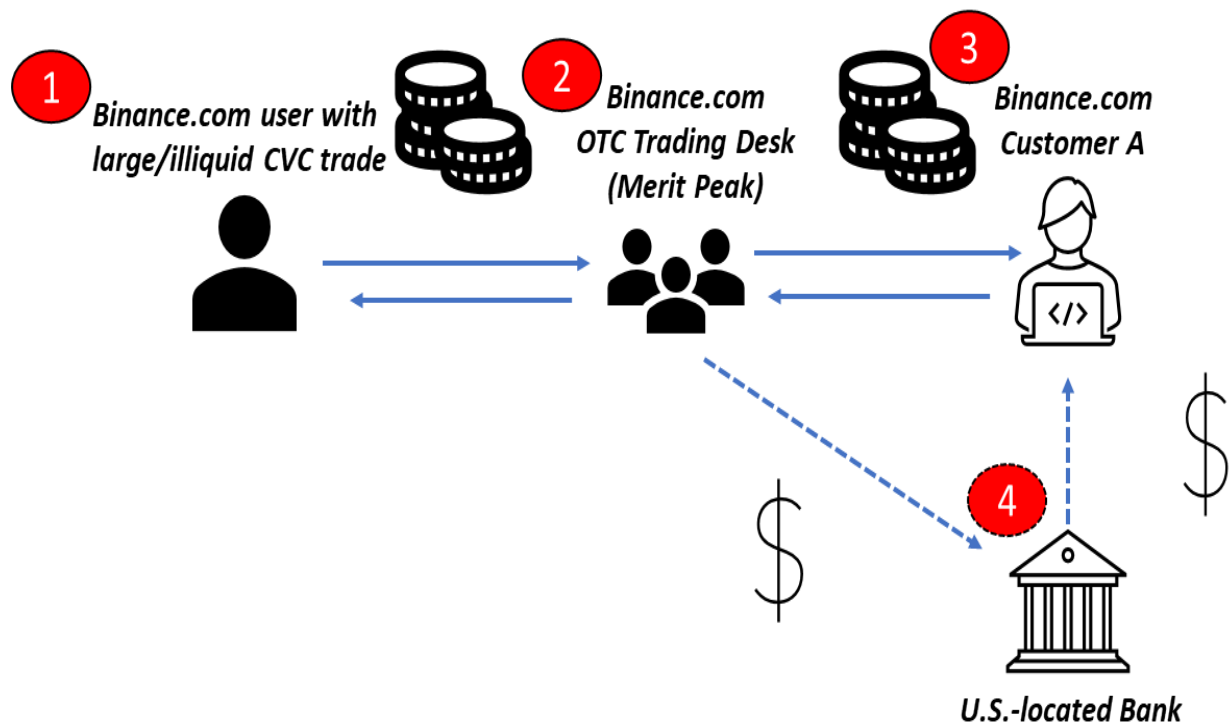 1
Binance.com user with
large/illiquid CVC trade
2
Binance.com
OTC Trading Desk
(Merit Peak)
3
Binance.com
Customer A
</>
$
4
$
U.S.-located Bank